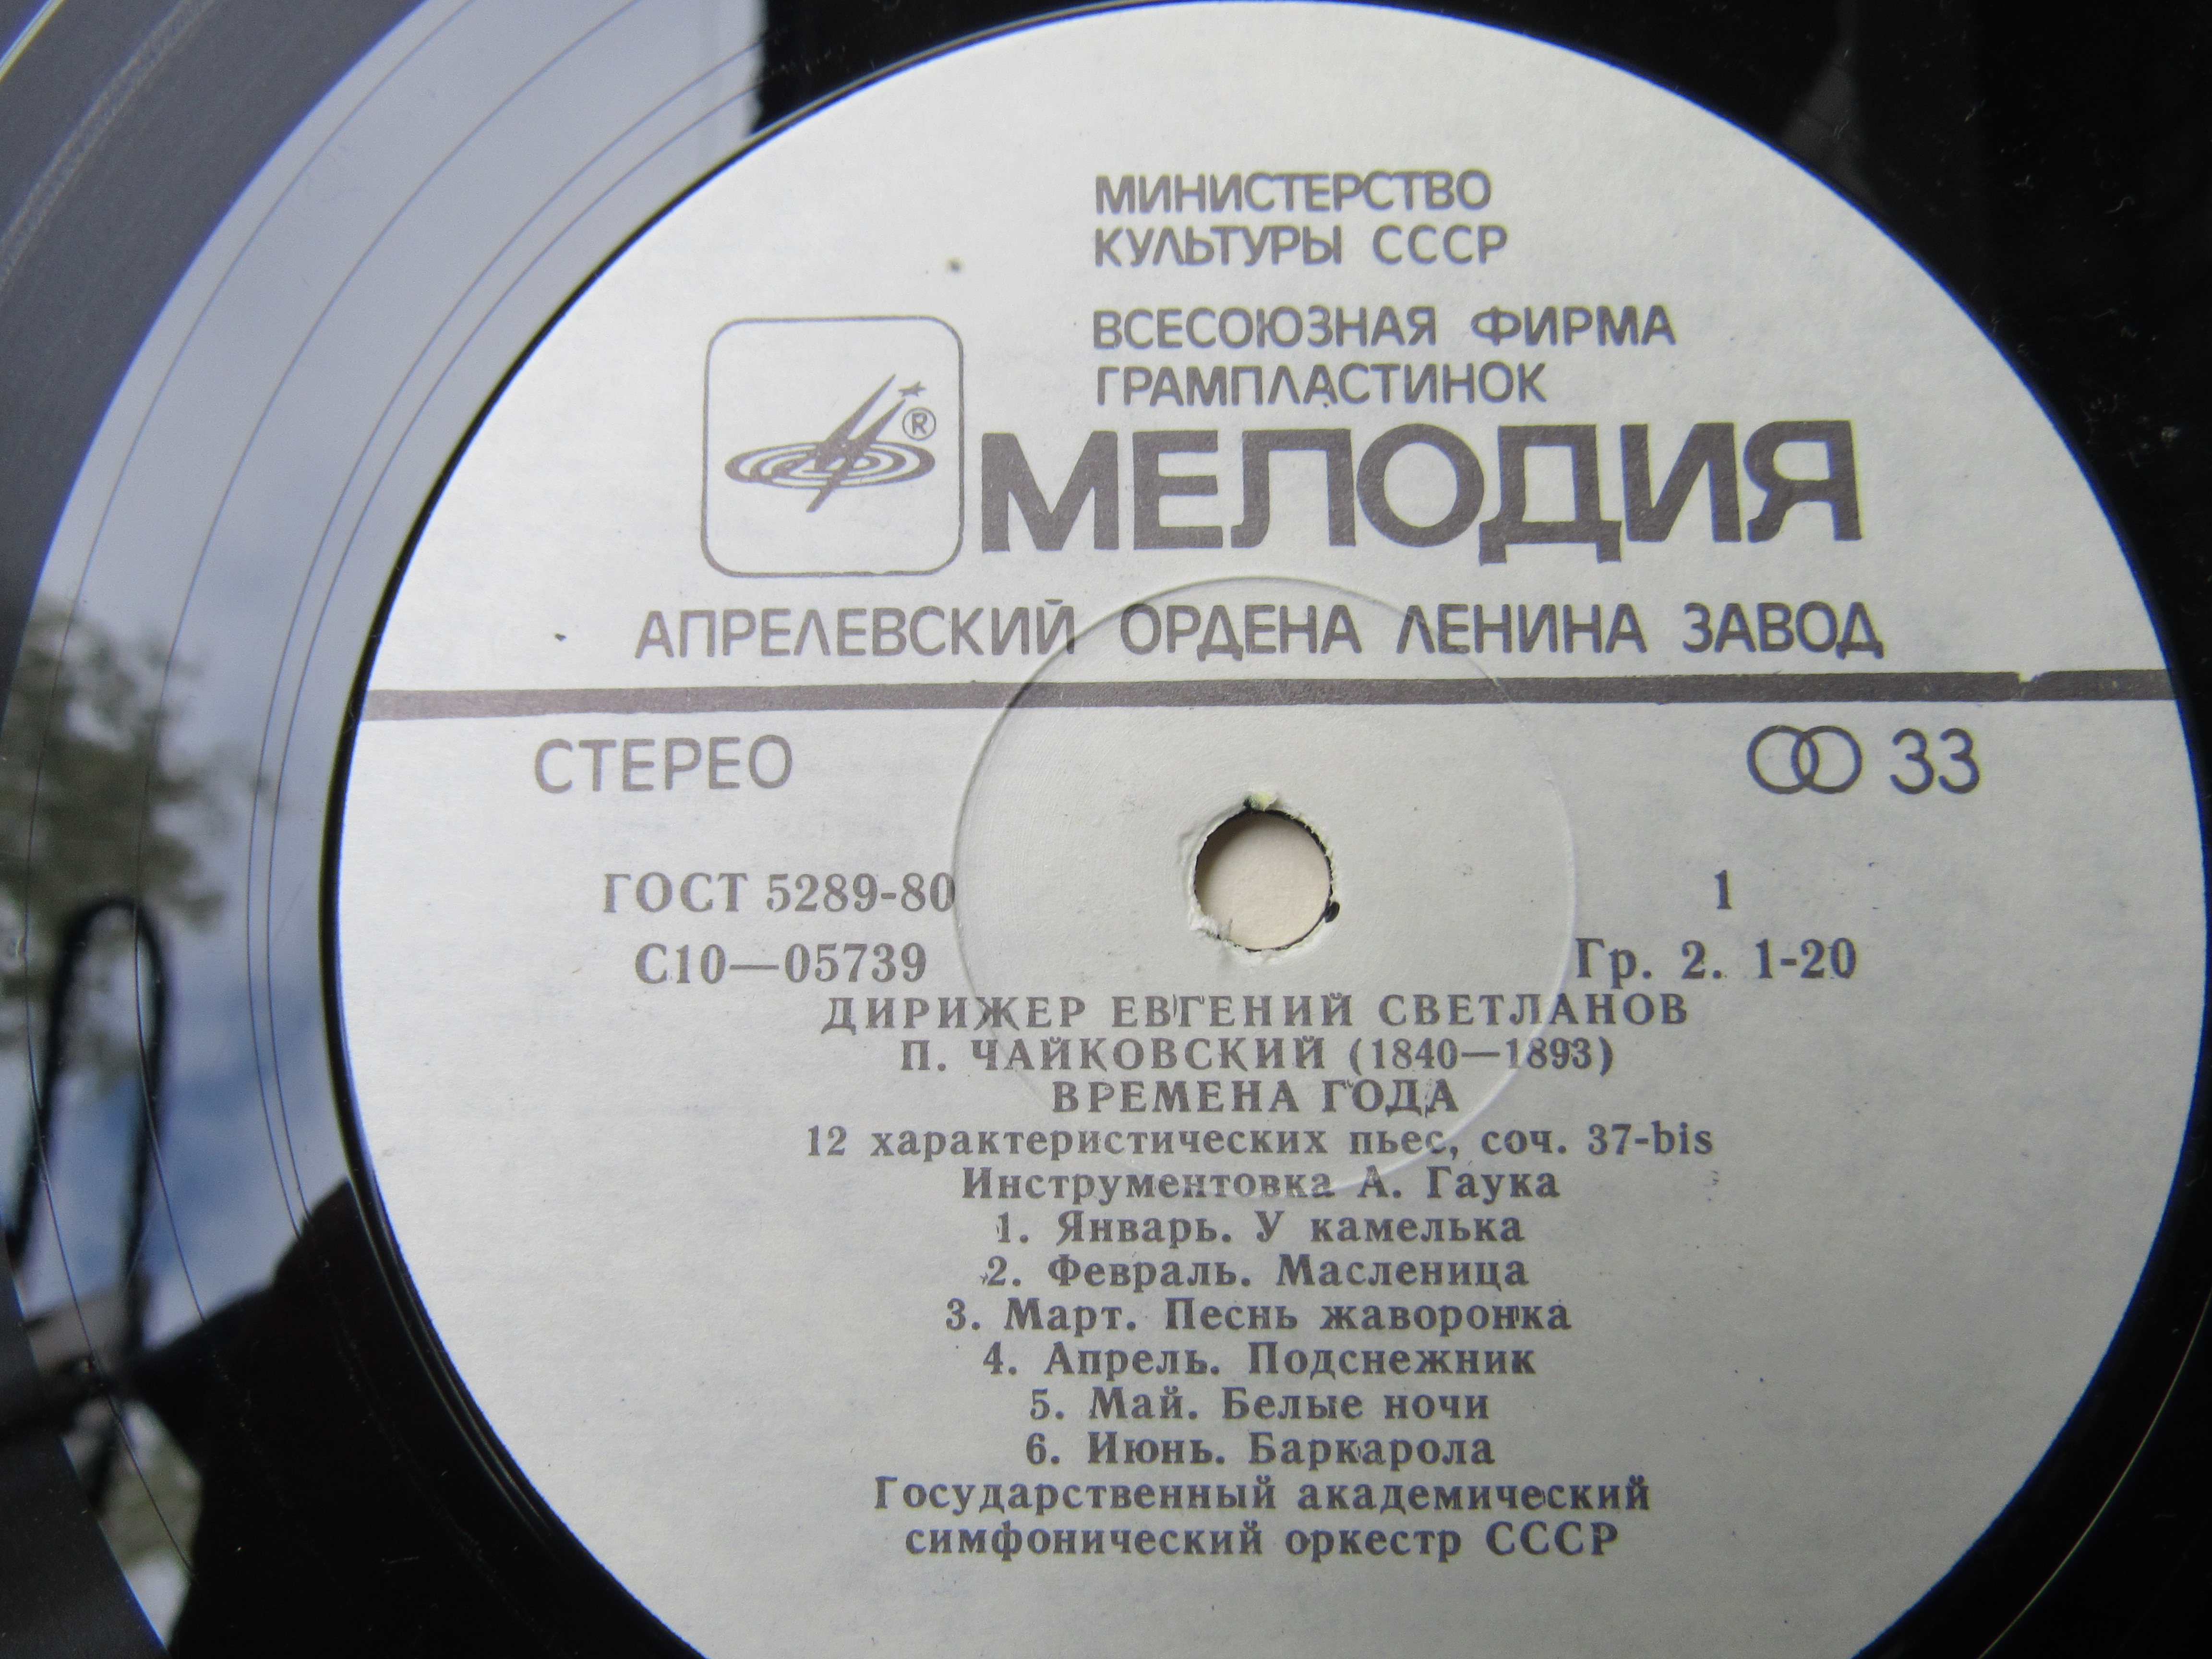 МИНИСТЕРСТВО
КУЛЬТУРЫ СССР
ВСЕСОЮЗНАЯ ФИРМА
ГРАМПЛАСТИНОК
®
МЕЛОДИЯ
АПРЕЛЕВСКИЙ ОРДЕНА ЛЕНИНА ЗАВОД
СТЕРЕО
33
ГОСТ 5289-80
1
С10—05739
Гр. 2. 1-20
ДИРИЖЕР ЕВГЕНИЙ СВЕТЛАНОВ
П. ЧАЙКОВСКИЙ (1840—1893)
ВРЕМЕНА ГОДА
12 характеристических пьес, соч. 37-bis
Инструментовка А. Гаука
1. Январь. У камелька
2. Февраль. Масленица
3. Март. Песнь жаворонка
4. Апрель. Подснежник
5. Май. Белые ночи
6. Июнь. Баркарола
Государственный академический
симфонический оркестр СССР